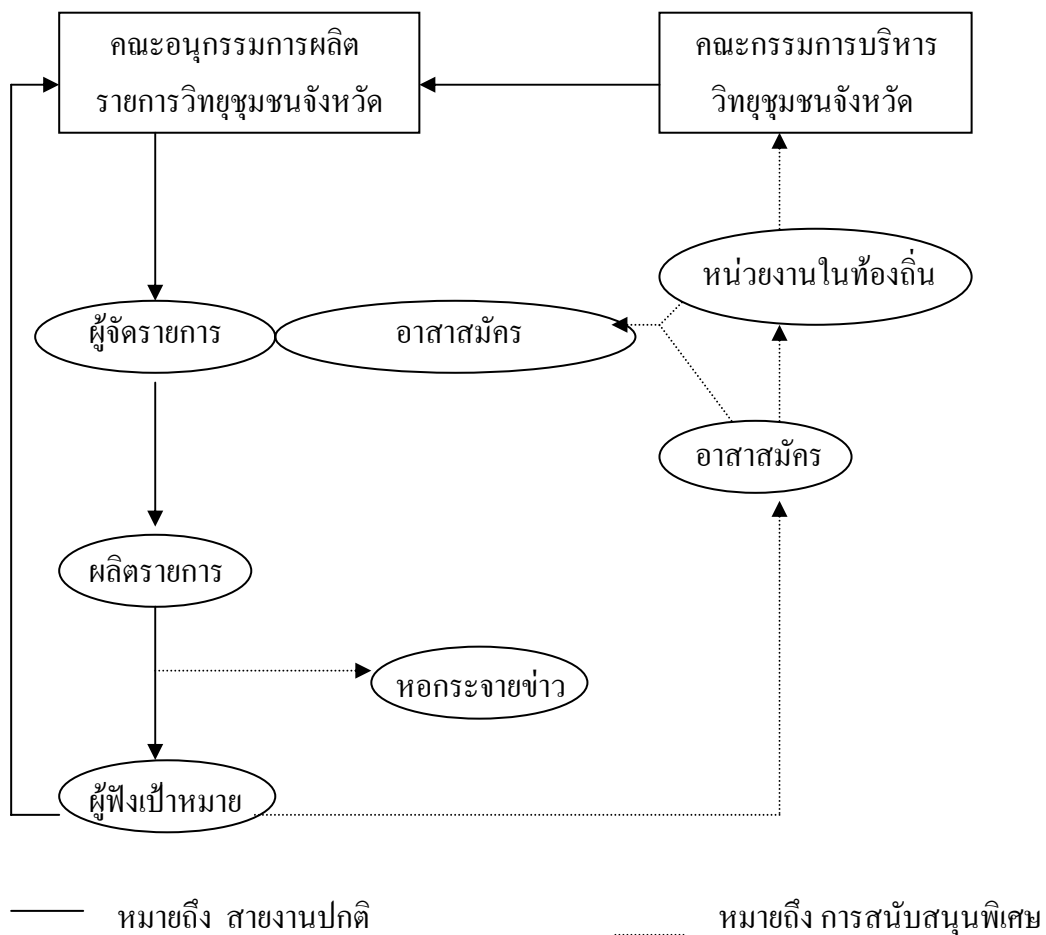 คณะอนุกรรมการผลิต
รายการวิทยุชุมชนจังหวัด
คณะกรรมการบริหาร
วิทยุชุมชนจังหวัด
หน่วยงานในท้องถิ่น
ผู้จัดรายการ
อาสาสมัคร
อาสาสมัคร
ผลิตรายการ
หอกระจายข่าว
ผู้ฟังเป้าหมาย
หมายถึง สายงานปกติ
หมายถึง การสนับสนุนพิเศษ